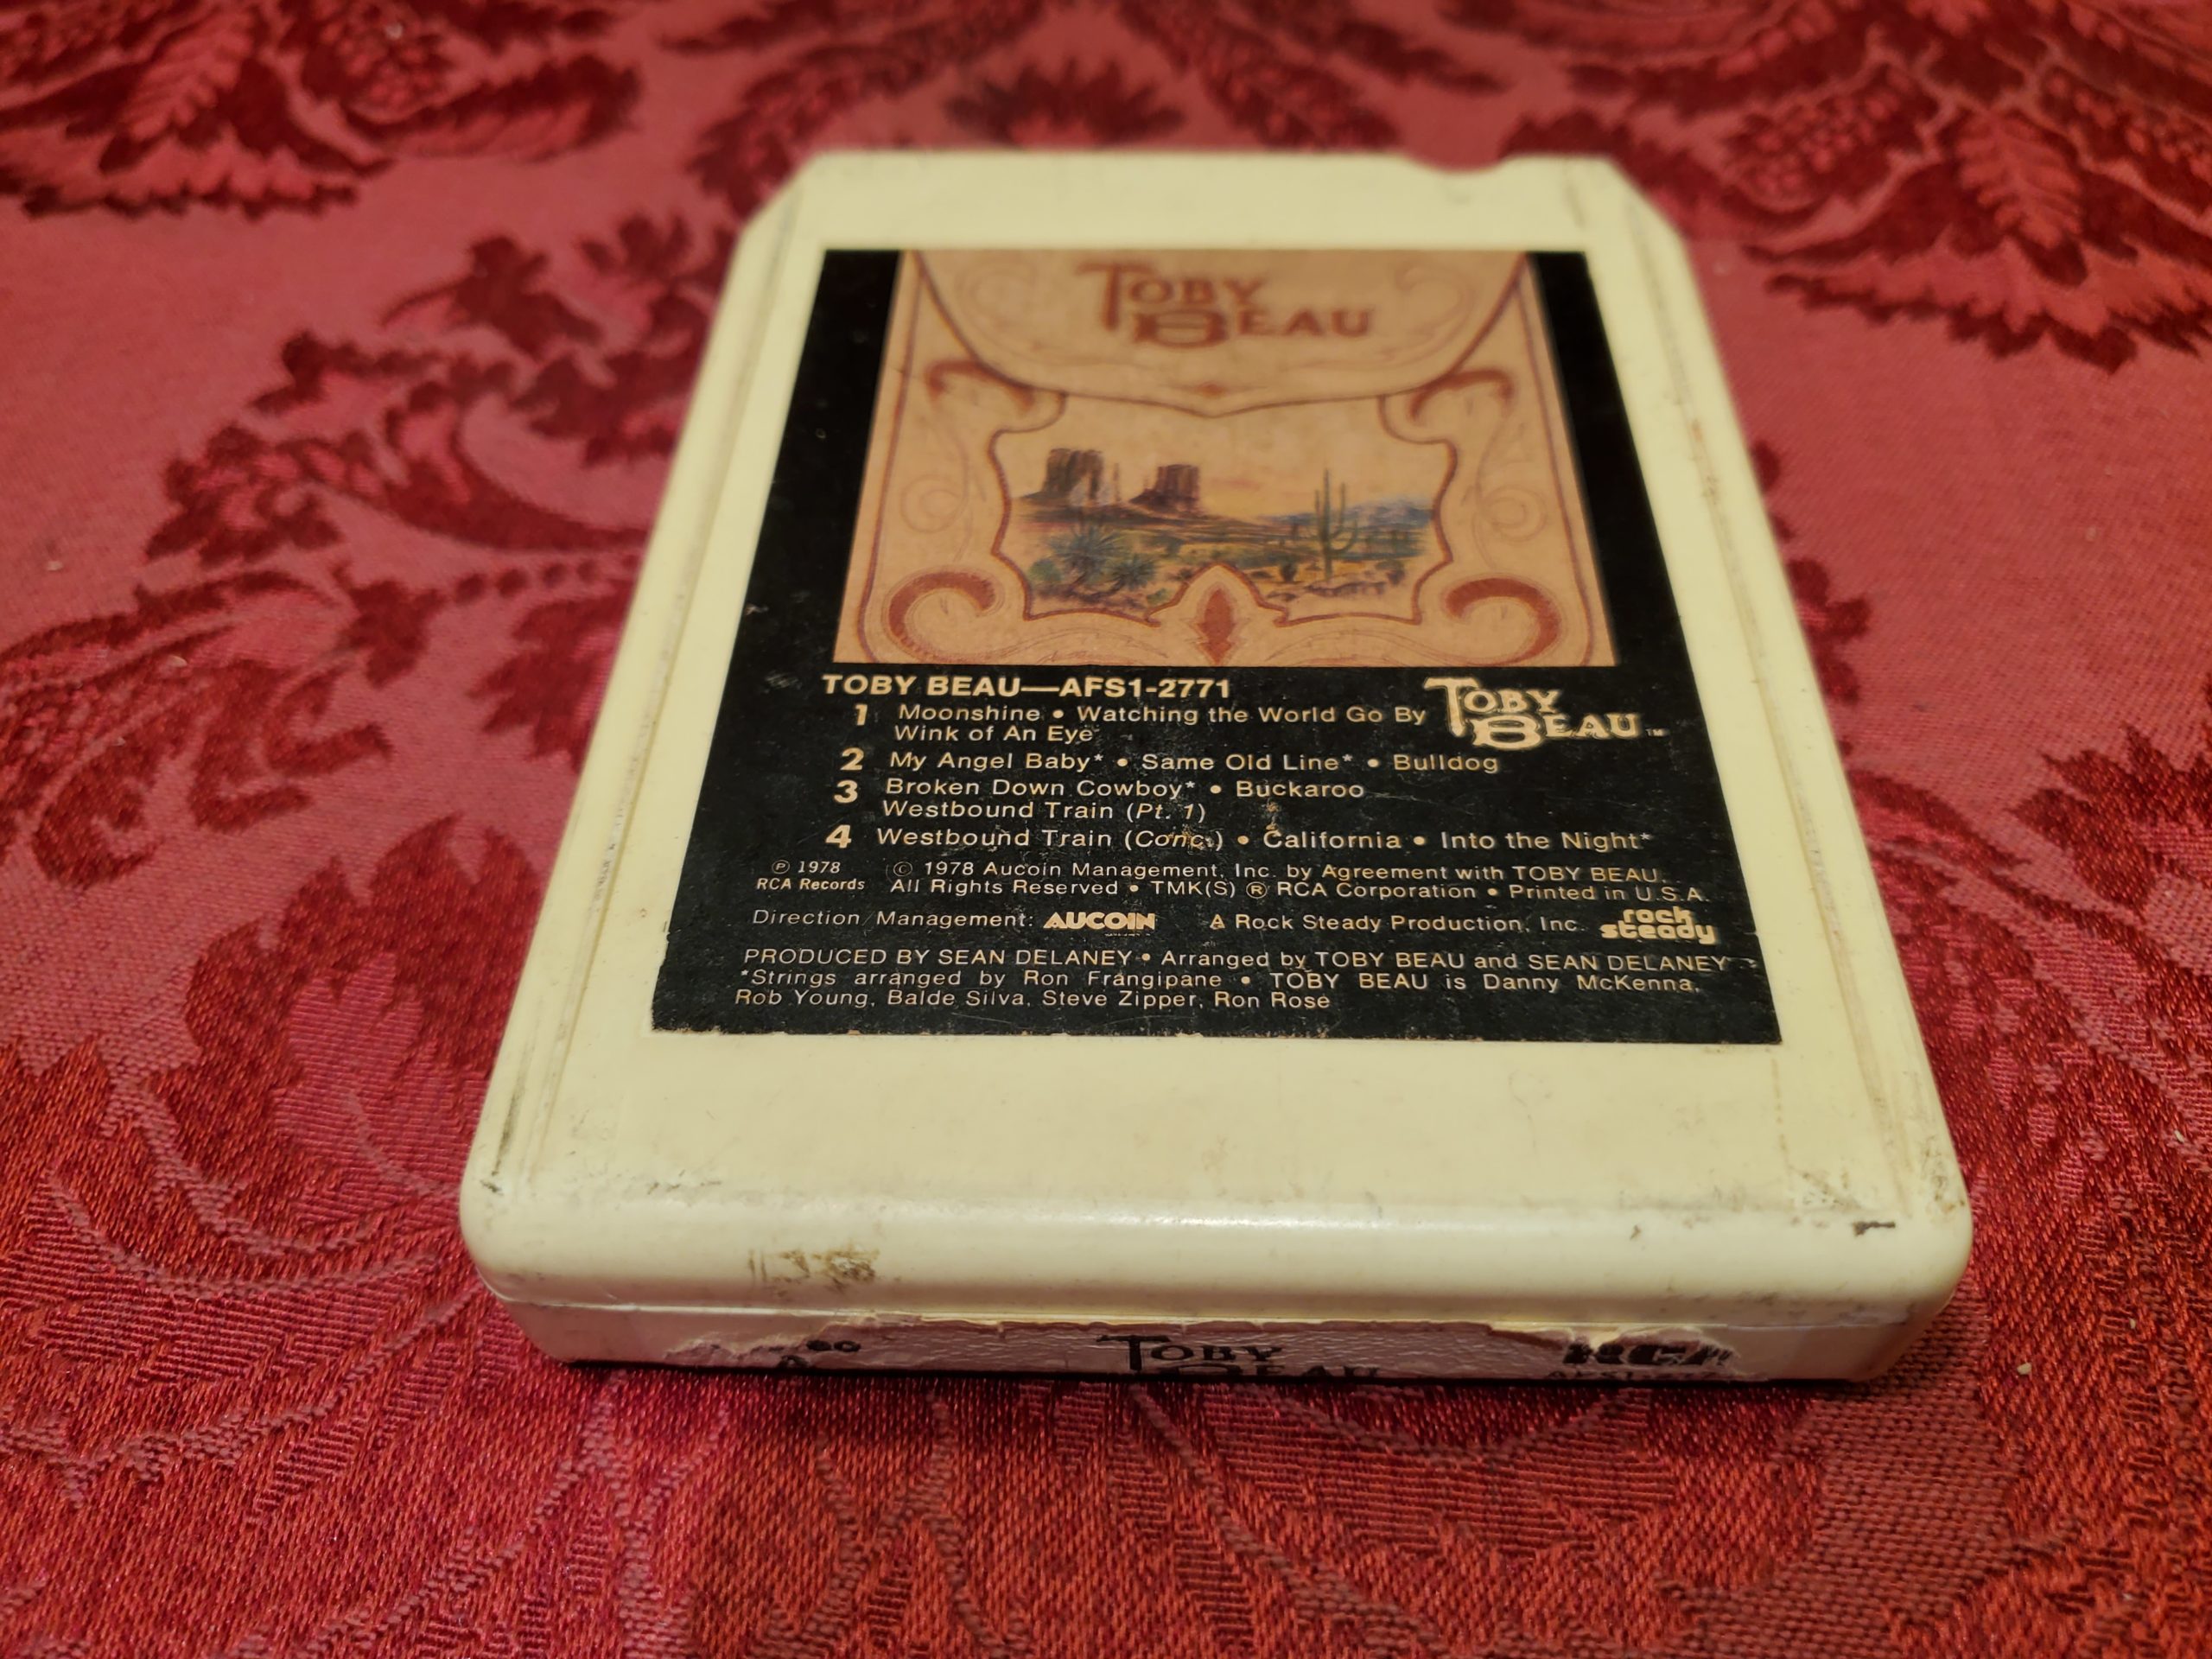 TOBY
BEAU
TOBY BEAU—AFS1-2771
TOBY
BEAU™
1 Moonshine • Watching the World Go By
Wink of An Eye
2 My Angel Baby* • Same Old Line* • Bulldog
3 Broken Down Cowboy* • Buckaroo
Westbound Train (Pt. 1)
4 Westbound Train (Conc.) • California • Into the Night*
℗ 1978 © 1978 Aucoin Management, Inc. by Agreement with TOBY BEAU.
RCA Records All Rights Reserved • TMK(S) ® RCA Corporation • Printed in U.S.A.
Direction/Management: AUCOIN A Rock Steady Production, Inc. rock
steady
PRODUCED BY SEAN DELANEY • Arranged by TOBY BEAU and SEAN DELANEY
*Strings arranged by Ron Frangipane • TOBY BEAU is Danny McKenna,
Rob Young, Balde Silva, Steve Zipper, Ron Rose
TOBY
BEAU
RCA